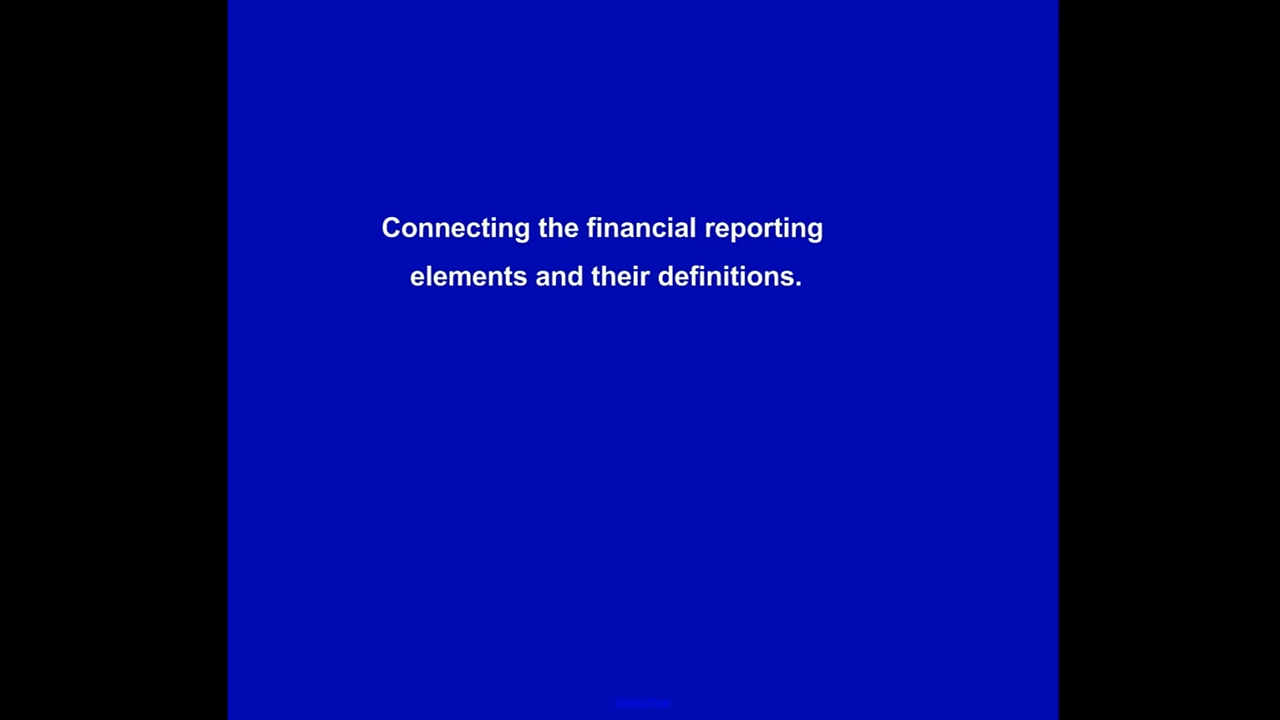 Connecting the financial reporting
elements and their definitions.